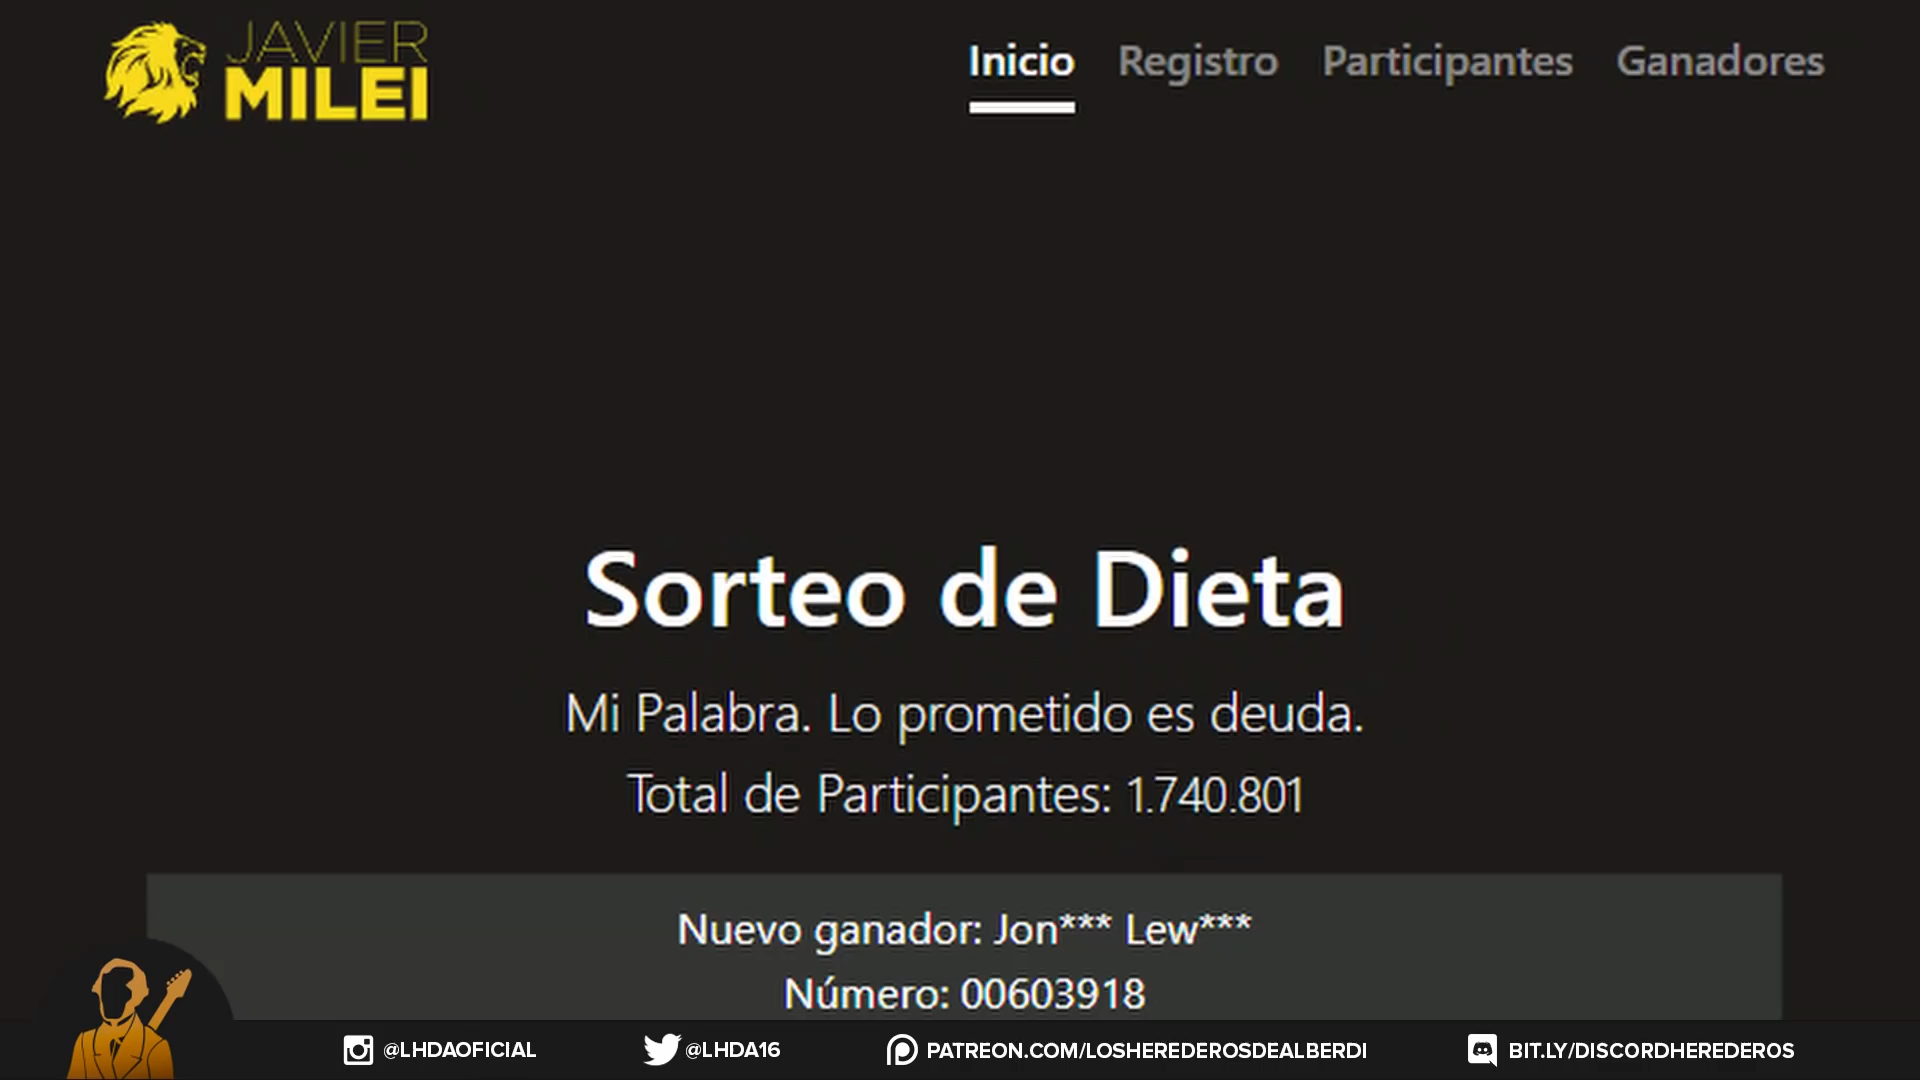 JAVIER
MILEI
Inicio Registro Participantes Ganadores
Sorteo de Dieta
Mi Palabra. Lo prometido es deuda.
Total de Participantes: 1.740.801
Nuevo ganador: Jon*** Lew***
Número: 00603918
@LHDAOFICIAL @LHDA16 PATREON.COM/LOSHEREDEROSDEALBERDI BIT.LY/DISCORDHEREDEROS